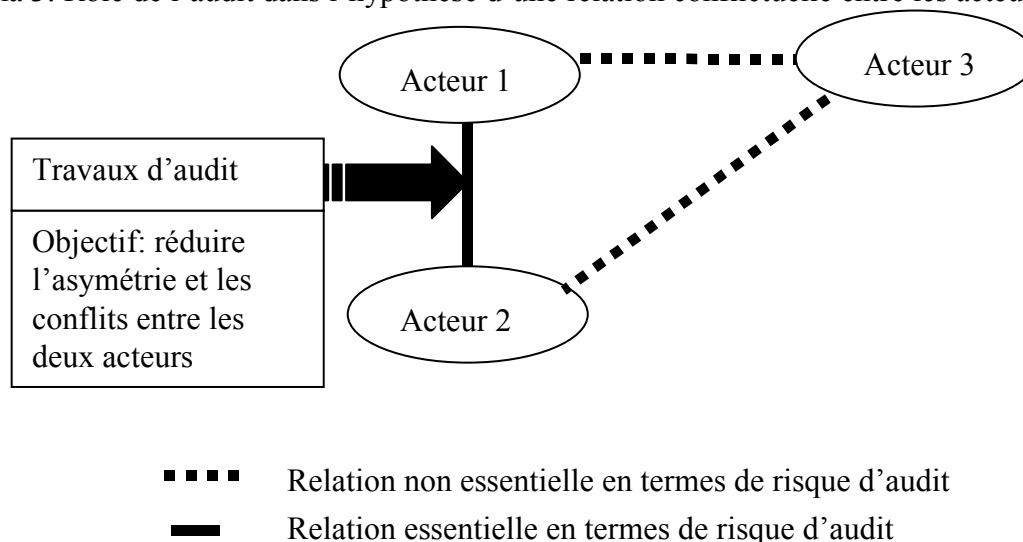 Acteur 1
Acteur 3
Travaux d'audit
Objectif: réduire
l'asymétrie et les
conflits entre les
deux acteurs
Acteur 2
Relation non essentielle en termes de risque d'audit
Relation essentielle en termes de risque d'audit